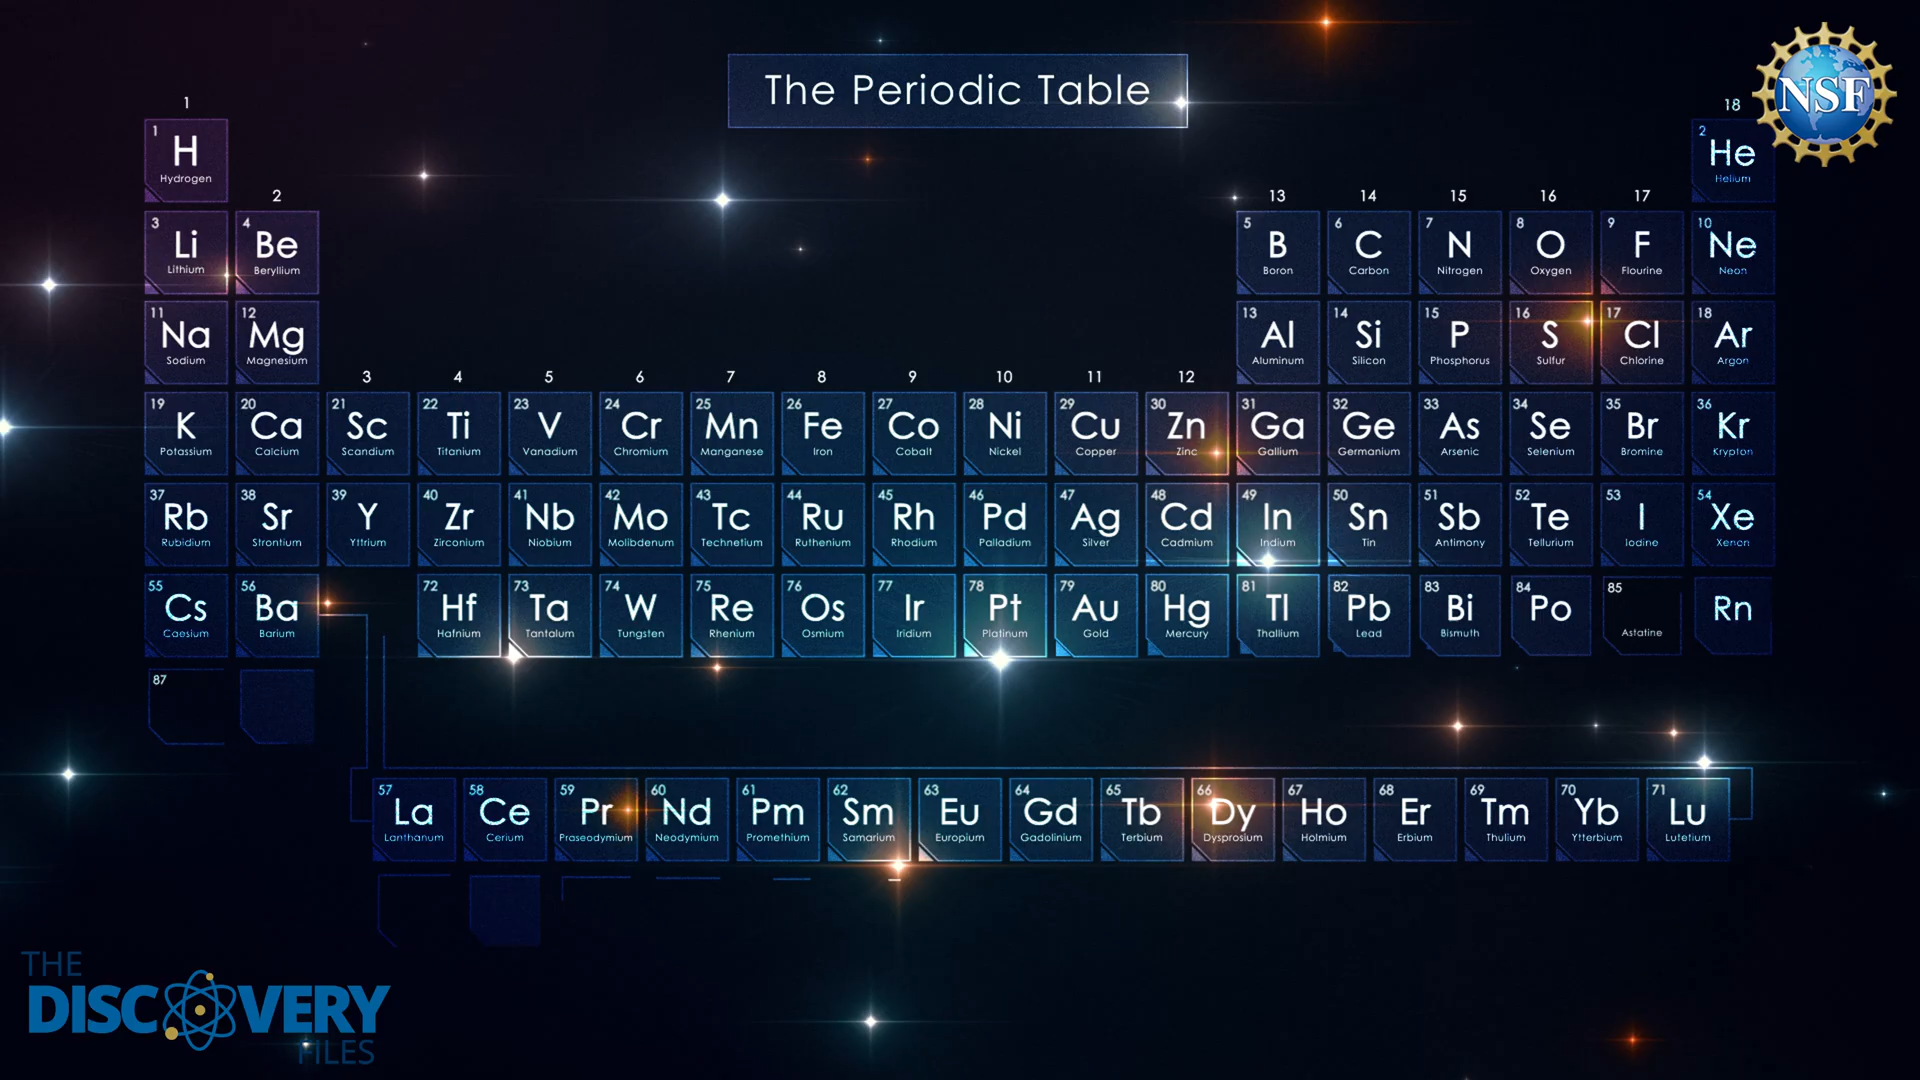 The Periodic Table
NSF
1
18
1
H
Hydrogen
2
He
Helium
2
13
14
15
16
17
3
Li
Lithium
4
Be
Beryllium
5
B
Boron
6
C
Carbon
7
N
Nitrogen
8
O
Oxygen
9
F
Flourine
10
Ne
Neon
11
Na
Sodium
12
Mg
Magnesium
13
Al
Aluminum
14
Si
Silicon
15
P
Phosphorus
16
S
Sulfur
17
Cl
Chlorine
18
Ar
Argon
3
4
5
6
7
8
9
10
11
12
19
K
Potassium
20
Ca
Calcium
21
Sc
Scandium
22
Ti
Titanium
23
V
Vanadium
24
Cr
Chromium
25
Mn
Manganese
26
Fe
Iron
27
Co
Cobalt
28
Ni
Nickel
29
Cu
Copper
30
Zn
Zinc
31
Ga
Gallium
32
Ge
Germanium
33
As
Arsenic
34
Se
Selenium
35
Br
Bromine
36
Kr
Krypton
37
Rb
Rubidium
38
Sr
Strontium
39
Y
Yttrium
40
Zr
Zirconium
41
Nb
Niobium
42
Mo
Molibdenum
43
Tc
Technetium
44
Ru
Ruthenium
45
Rh
Rhodium
46
Pd
Palladium
47
Ag
Silver
48
Cd
Cadmium
49
In
Indium
50
Sn
Tin
51
Sb
Antimony
52
Te
Tellurium
53
I
Iodine
54
Xe
Xenon
55
Cs
Caesium
56
Ba
Barium
72
Hf
Hafnium
73
Ta
Tantalum
74
W
Tungsten
75
Re
Rhenium
76
Os
Osmium
77
Ir
Iridium
78
Pt
Platinum
79
Au
Gold
80
Hg
Mercury
81
Tl
Thallium
82
Pb
Lead
83
Bi
Bismuth
84
Po
85
Astatine
Rn
87
57
La
Lanthanum
58
Ce
Cerium
59
Pr
Praseodymium
60
Nd
Neodymium
61
Pm
Promethium
62
Sm
Samarium
63
Eu
Europium
64
Gd
Gadolinium
65
Tb
Terbium
66
Dy
Dysprosium
67
Ho
Holmium
68
Er
Erbium
69
Tm
Thulium
70
Yb
Ytterbium
71
Lu
Lutetium
THE
DISCOVERY
FILES